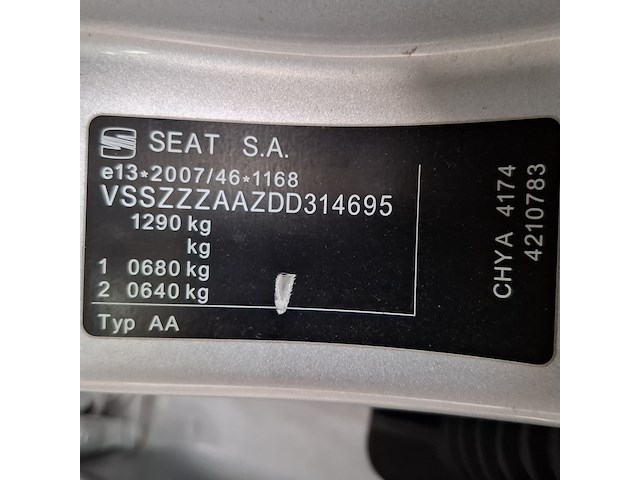 SEAT S.A.
e13*2007/46*1168
VSSZZZAAZDD314695
1290 kg
kg
1 0680 kg
2 0640 kg
Typ AA
CHYA 4174
4210783